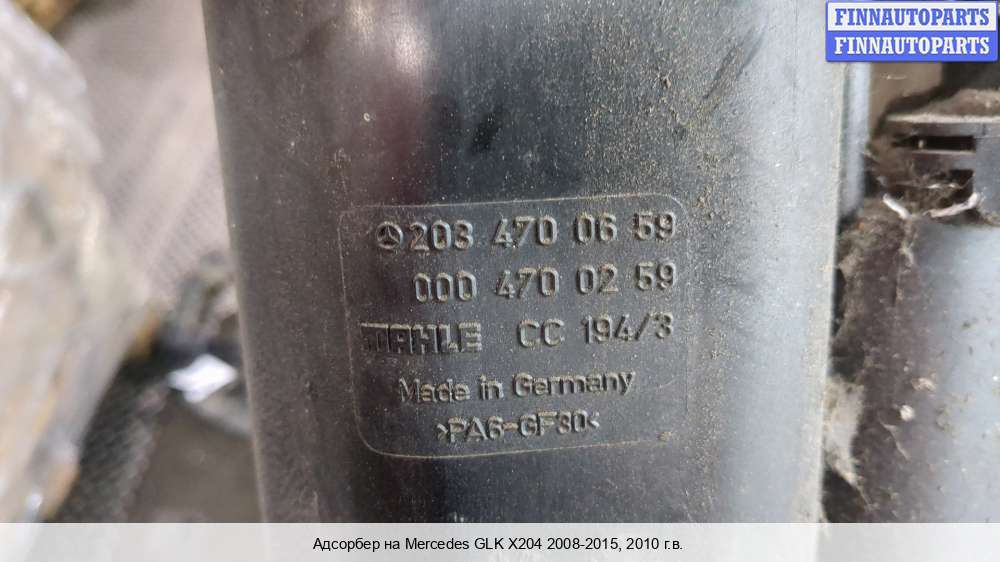 FINNAUTOPARTS
FINNAUTOPARTS
203 470 06 59
000 470 02 59
MAHLE CC 194/3
Made in Germany
>PA6-GF30<
Адсорбер на Mercedes GLK X204 2008-2015, 2010 г.в.